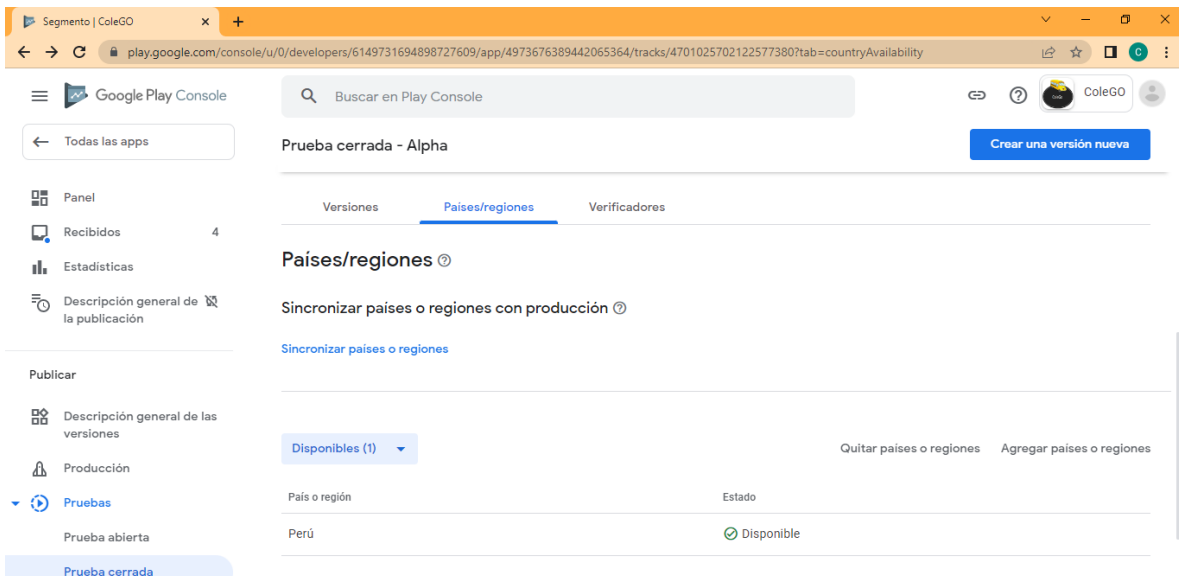 Segmento | ColeGO
play.google.com/console/u/0/developers/6149731694898727609/app/4973676389442065364/tracks/4701025702122577380?tab=countryAvailability
C
Google Play Console
Buscar en Play Console
ColeGO
Todas las apps
Prueba cerrada - Alpha
Crear una versión nueva
Panel
Versiones
Países/regiones
Verificadores
Recibidos 4
Países/regiones
Estadísticas
Descripción general de
la publicación
Sincronizar países o regiones con producción
Sincronizar países o regiones
Publicar
Descripción general de las
versiones
Disponibles (1)
Quitar países o regiones
Agregar países o regiones
Producción
País o región
Estado
Pruebas
Perú
Disponible
Prueba abierta
Prueba cerrada